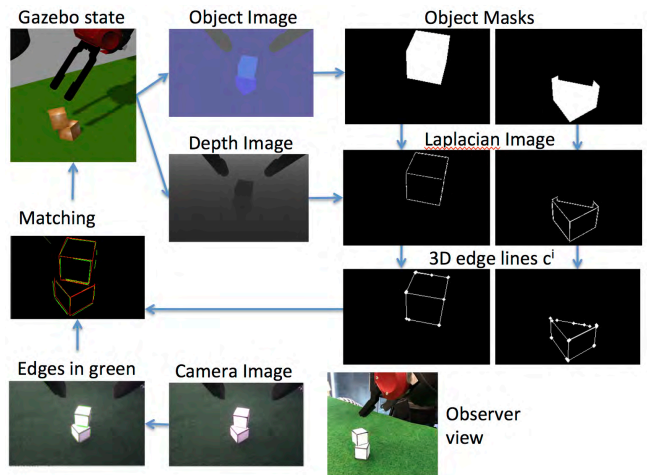 Gazebo state
Object Image
Object Masks
Depth Image
Laplacian Image
Matching
3D edge lines cⁱ
Edges in green
Camera Image
Observer
view